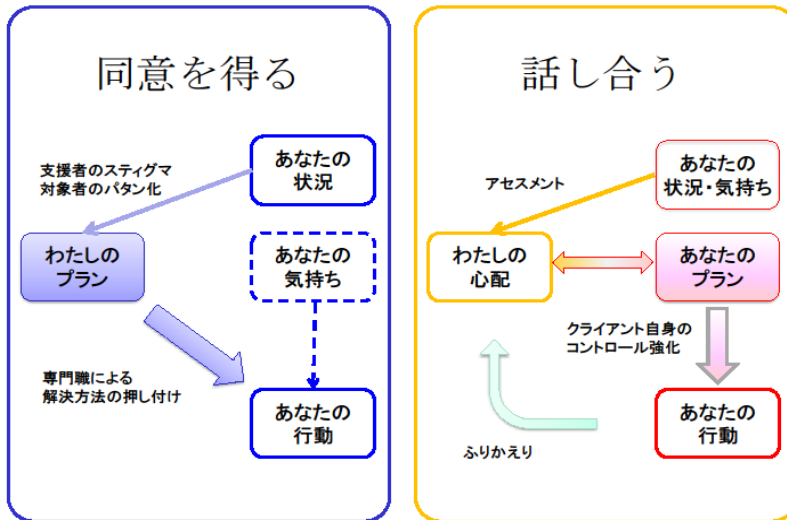 同意を得る
支援者のスティグマ
対象者のパタン化
あなたの
状況
わたしの
プラン
あなたの
気持ち
専門職による
解決方法の押し付け
あなたの
行動
話し合う
アセスメント
あなたの
状況・気持ち
わたしの
心配
あなたの
プラン
クライアント自身の
コントロール強化
あなたの
行動
ふりかえり